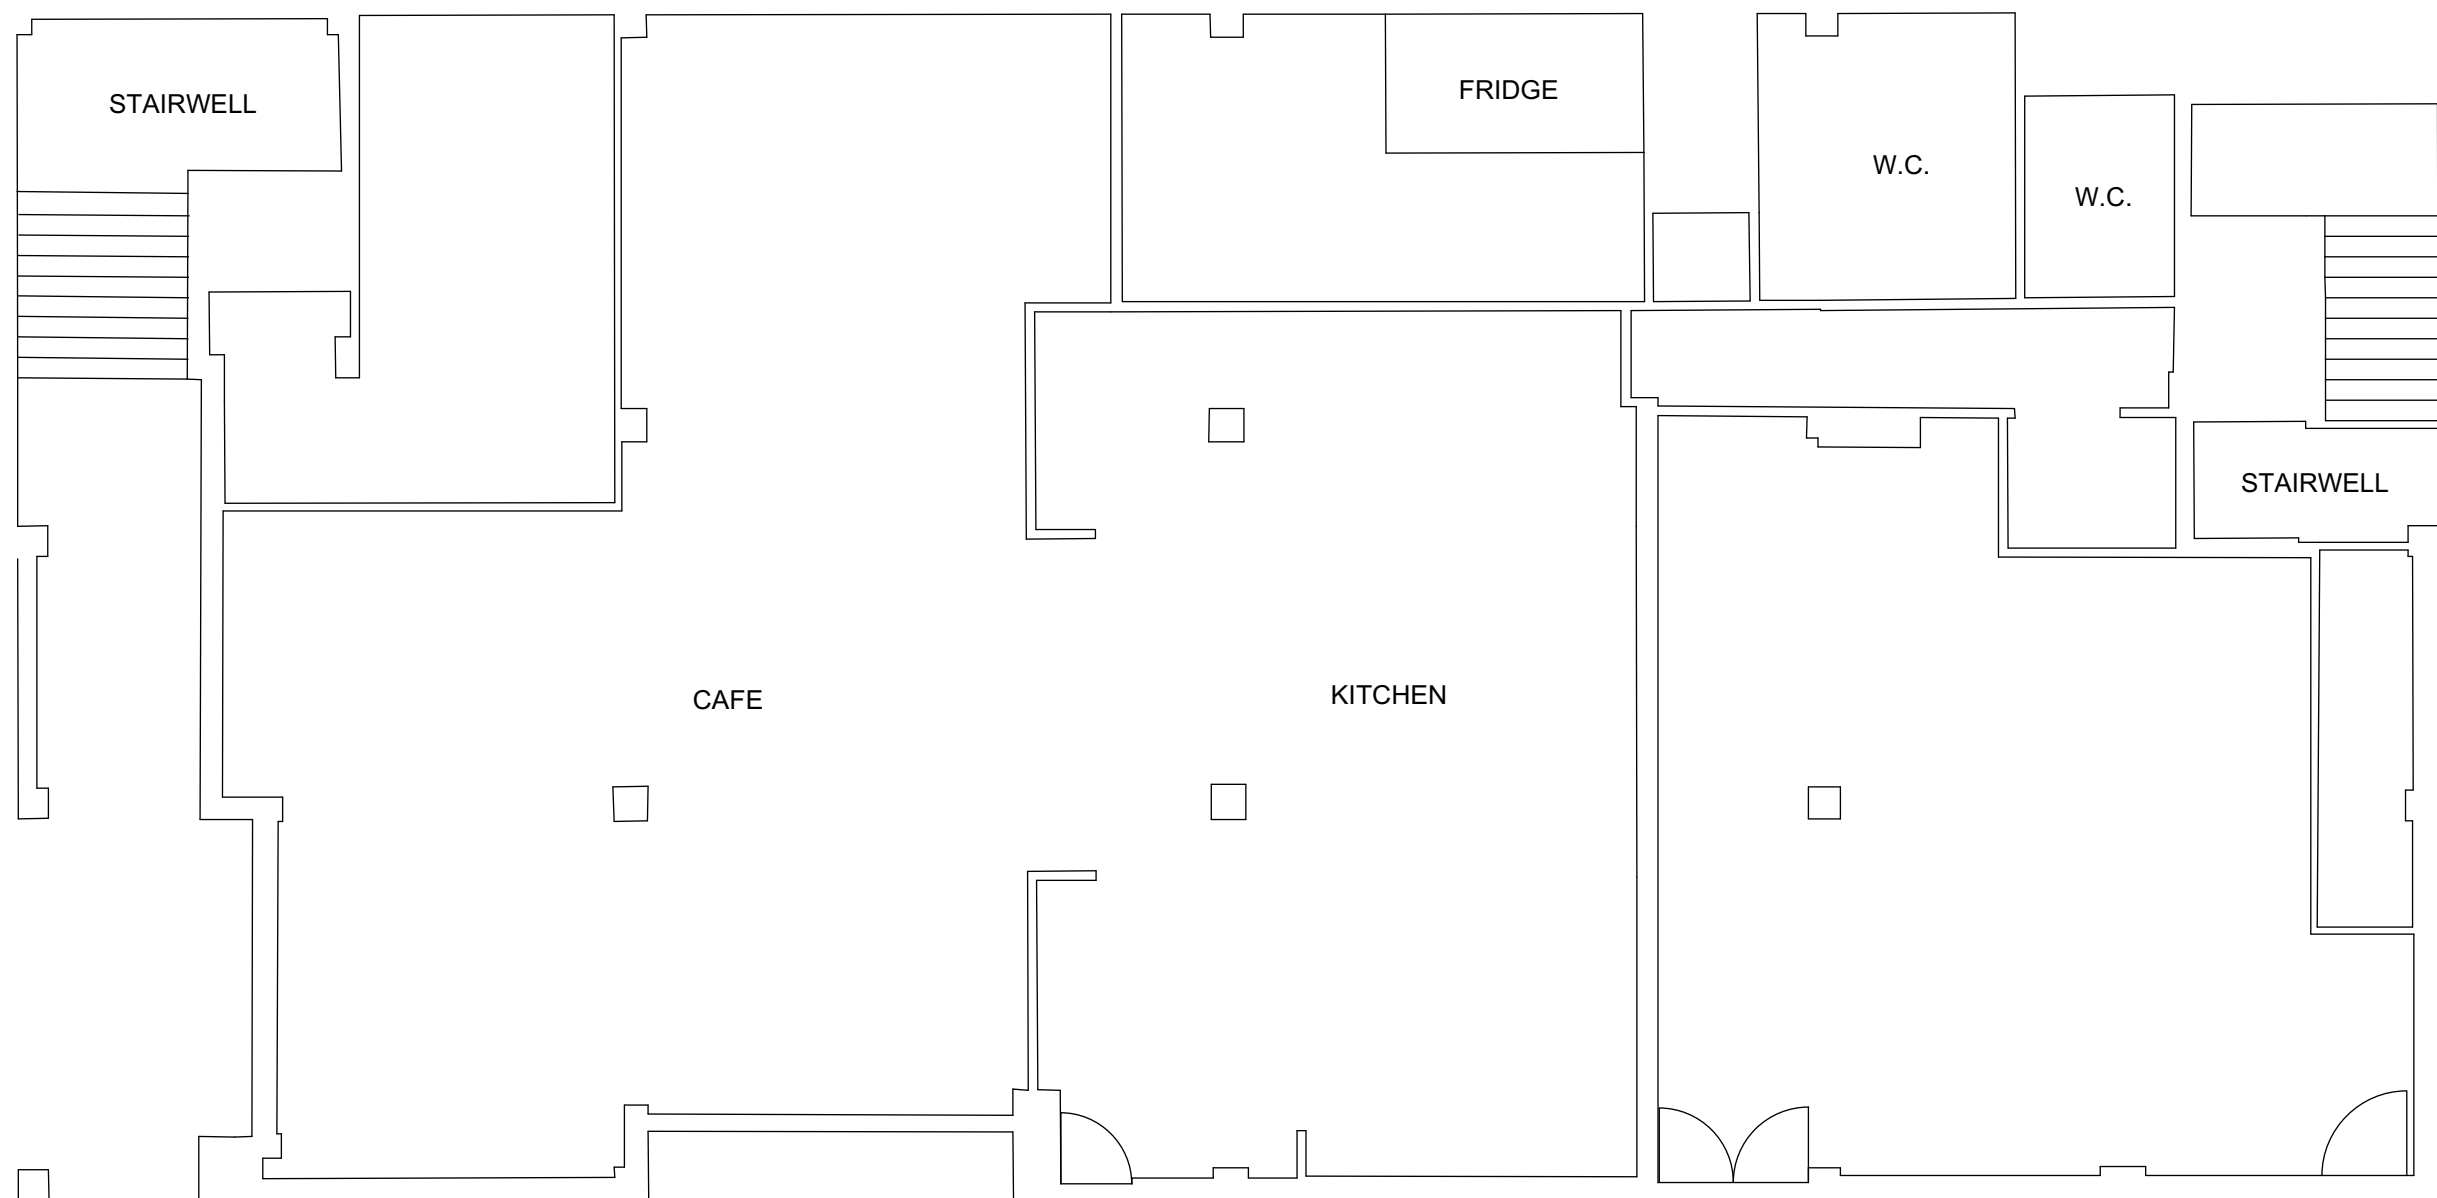 STAIRWELL
FRIDGE
W.C.
W.C.
STAIRWELL
CAFE
KITCHEN